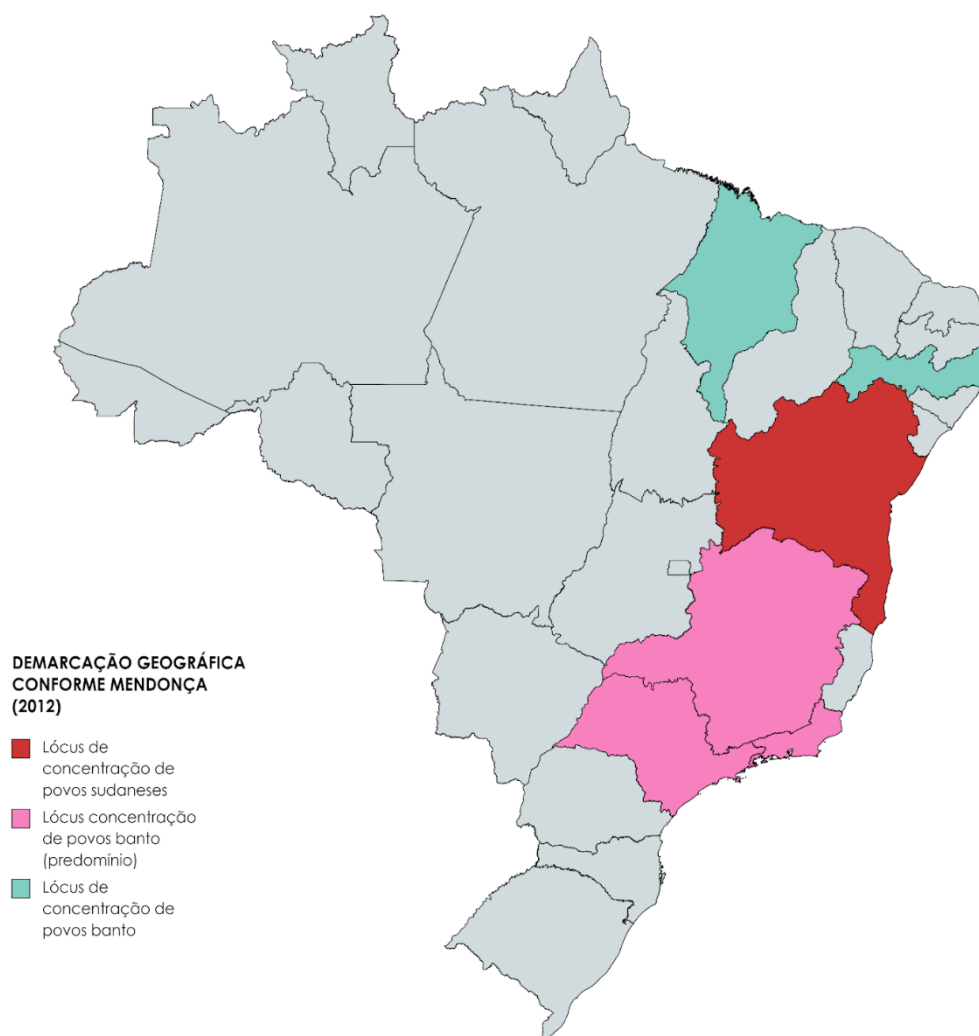 DEMARCAÇÃO GEOGRÁFICA
CONFORME MENDONÇA
(2012)
Lócus de
concentração de
povos sudaneses
Lócus concentração
de povos banto
(predomínio)
Lócus de
concentração de
povos banto